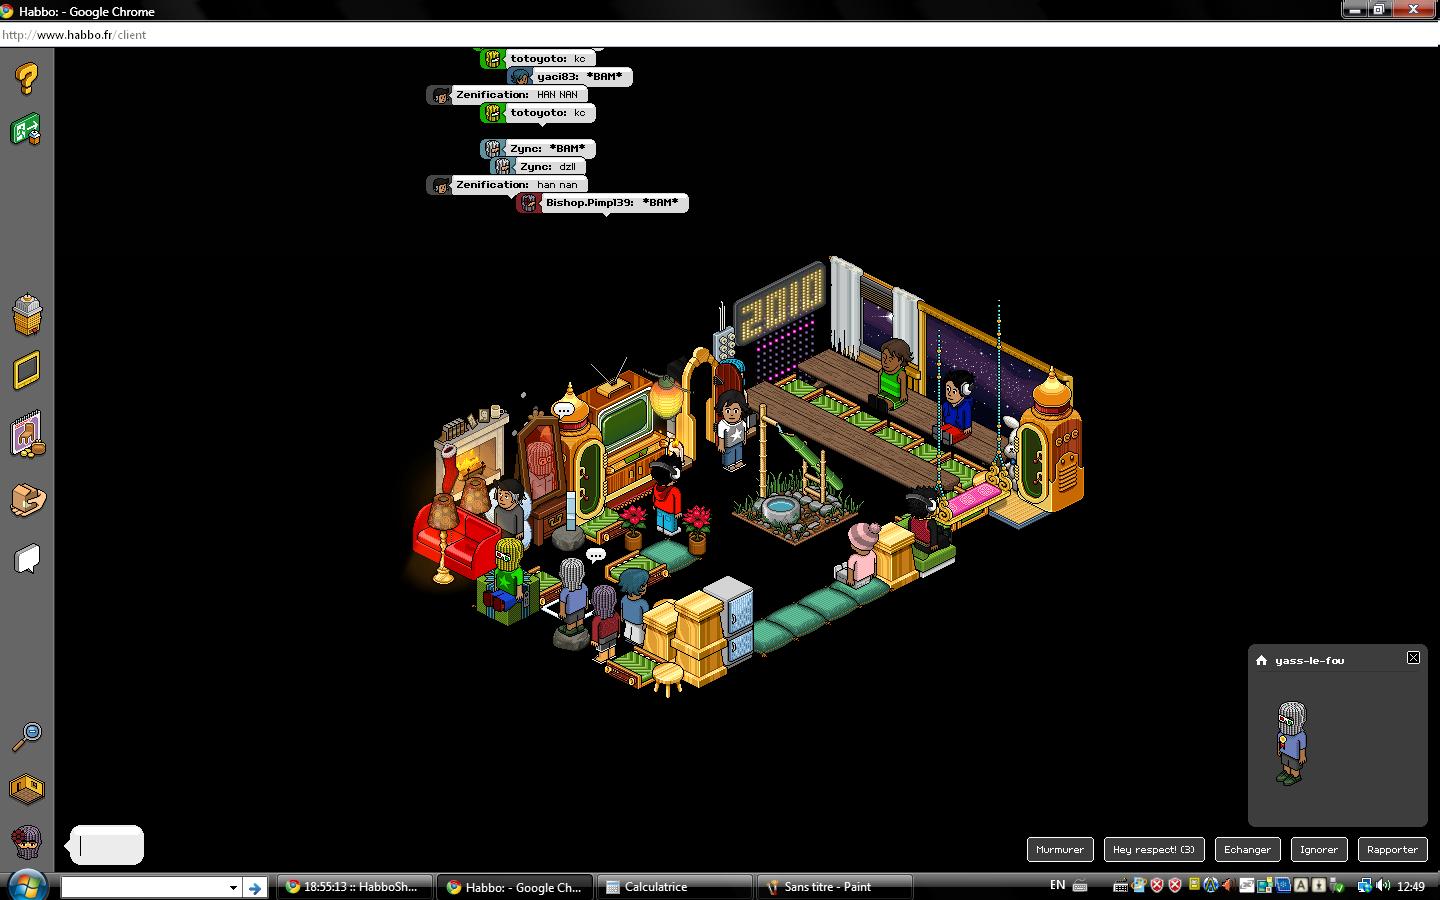 Habbo: - Google Chrome
http://www.habbo.fr/client
totoyoto: kc
yaci83: *BAM*
Zenification: HAN NAN
totoyoto: kc
Zync: *BAM*
Zync: dzll
Zenification: han nan
Bishop.Pimp139: *BAM*
2010
...
...
yass-le-fou
Murmurer
Hey respect! (3)
Echanger
Ignorer
Rapporter
18:55:13 :: HabboSh...
Habbo: - Google Ch...
Calculatrice
Sans titre - Paint
EN
12:49